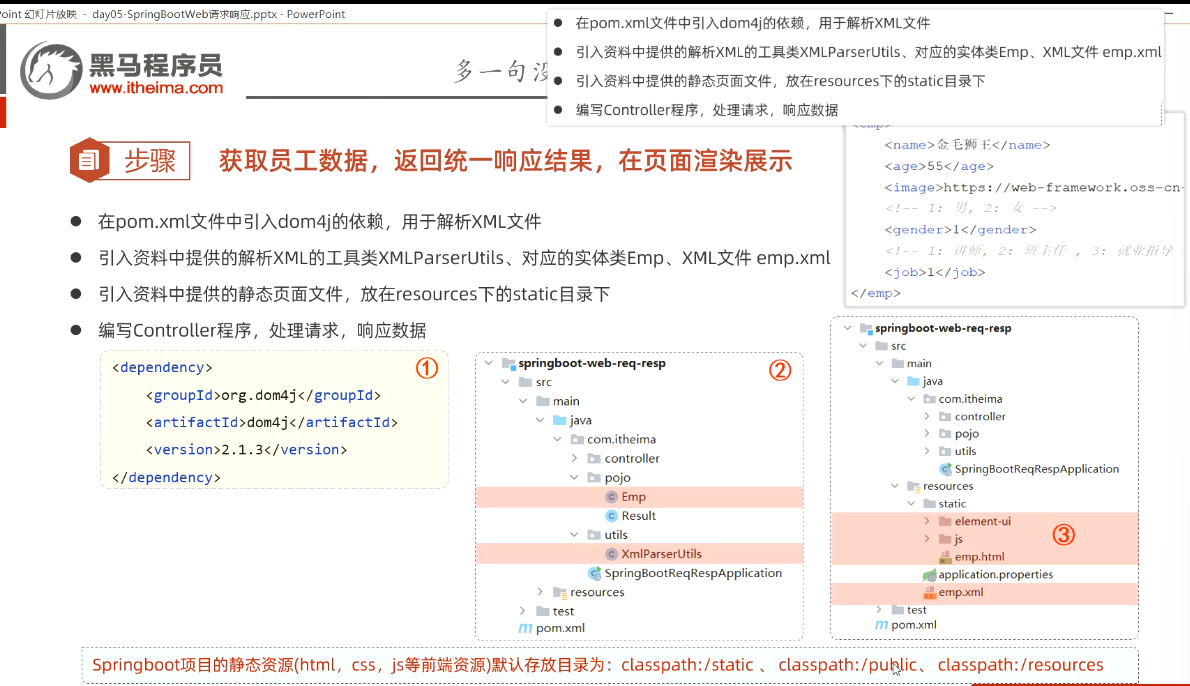 oint 幻灯片放映 - day05-SpringBootWeb请求响应.pptx - PowerPoint
● 在pom.xml文件中引入dom4j的依赖，用于解析XML文件
● 引入资料中提供的解析XML的工具类XMLParserUtils、对应的实体类Emp、XML文件 emp.xml
● 引入资料中提供的静态页面文件，放在resources下的static目录下
● 编写Controller程序，处理请求，响应数据
黑马程序员
www.itheima.com
多一句没
<emp>
<name>金毛狮王</name>
<age>55</age>
<image>https://web-framework.oss-cn-
<!-- 1: 男, 2: 女 -->
<gender>1</gender>
<!-- 1: 讲师, 2: 班主任 , 3: 就业指导
<job>1</job>
</emp>
步骤
获取员工数据，返回统一响应结果，在页面渲染展示
● 在pom.xml文件中引入dom4j的依赖，用于解析XML文件
● 引入资料中提供的解析XML的工具类XMLParserUtils、对应的实体类Emp、XML文件 emp.xml
● 引入资料中提供的静态页面文件，放在resources下的static目录下
● 编写Controller程序，处理请求，响应数据
①
<dependency>
<groupId>org.dom4j</groupId>
<artifactId>dom4j</artifactId>
<version>2.1.3</version>
</dependency>
②
springboot-web-req-resp
src
main
java
com.itheima
controller
pojo
Emp
Result
utils
XmlParserUtils
SpringBootReqRespApplication
resources
test
pom.xml
springboot-web-req-resp
src
main
java
com.itheima
controller
pojo
utils
SpringBootReqRespApplication
resources
static
element-ui
js
③
emp.html
application.properties
emp.xml
test
pom.xml
Springboot项目的静态资源(html，css，js等前端资源)默认存放目录为：classpath:/static 、 classpath:/public、 classpath:/resources